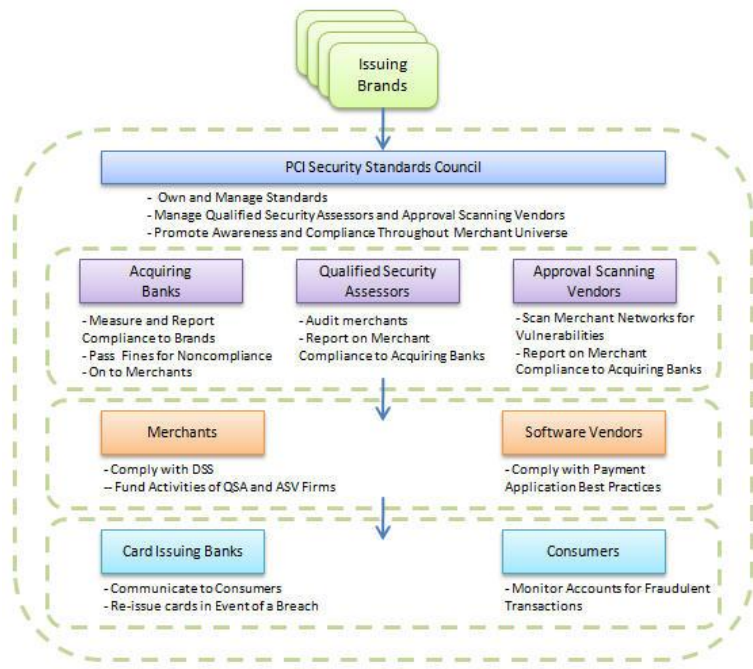 Issuing
Brands
PCI Security Standards Council
- Own and Manage Standards
- Manage Qualified Security Assessors and Approval Scanning Vendors
- Promote Awareness and Compliance Throughout Merchant Universe
Acquiring
Banks
- Measure and Report
Compliance to Brands
- Pass Fines for Noncompliance
- On to Merchants
Qualified Security
Assessors
- Audit merchants
- Report on Merchant
Compliance to Acquiring Banks
Approval Scanning
Vendors
- Scan Merchant Networks for
Vulnerabilities
- Report on Merchant
Compliance to Acquiring Banks
Merchants
- Comply with DSS
-- Fund Activities of QSA and ASV Firms
Software Vendors
- Comply with Payment
Application Best Practices
Card Issuing Banks
- Communicate to Consumers
- Re-issue cards in Event of a Breach
Consumers
- Monitor Accounts for Fraudulent
Transactions